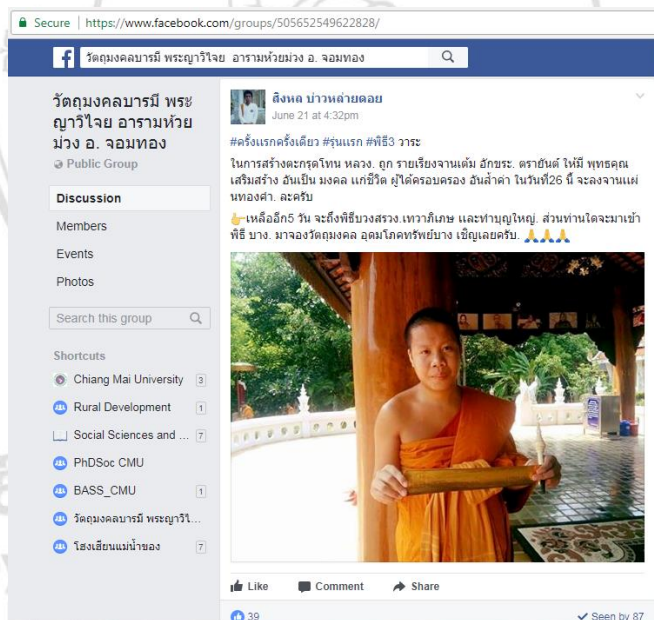 Secure | https://www.facebook.com/groups/505652549622828/
วัตถุมงคลบารมี พระญาวิไจย อารามห้วยม่วง อ. จอมทอง
วัตถุมงคลบารมี พระ
ญาวิไจย อารามห้วย
ม่วง อ. จอมทอง
Public Group
Discussion
Members
Events
Photos
Search this group
Shortcuts
Chiang Mai University 3
Rural Development 1
Social Sciences and ... 7
PhDSoc CMU
BASS_CMU 1
วัตถุมงคลบารมี พระญาวิไ...
โฮงเฮียนแม่น้ำของ 7
สิงหล บ่าวหล่ายดอย
June 21 at 4:32pm
#ครั้งแรกครั้งเดียว #รุ่นแรก #พิธี3 วาระ
ในการสร้างตะกรุดโทน หลวง. ถูก รายเรียงจานเต้ม อักขระ. ตรายันต์ ให้มี พุทธคุณ
เสริมสร้าง อันเป็น มงคล แก่ชีวิต ผู้ได้ครอบครอง อันล้ำค่า ในวันที่26 นี้ จะลงจานแผ่
นทองคำ. ละครับ
👉เหลืออีก5 วัน จะถึงพิธีบวงสรวง.เทวาภิเภษ และทำบุญใหญ่. ส่วนท่านใดจะมาเข้า
พิธี บาง. มาจองวัตถุมงคล อุดมโภคทรัพย์บาง เชิญเลยครับ. 🙏🙏🙏
Like Comment Share
39 Seen by 87